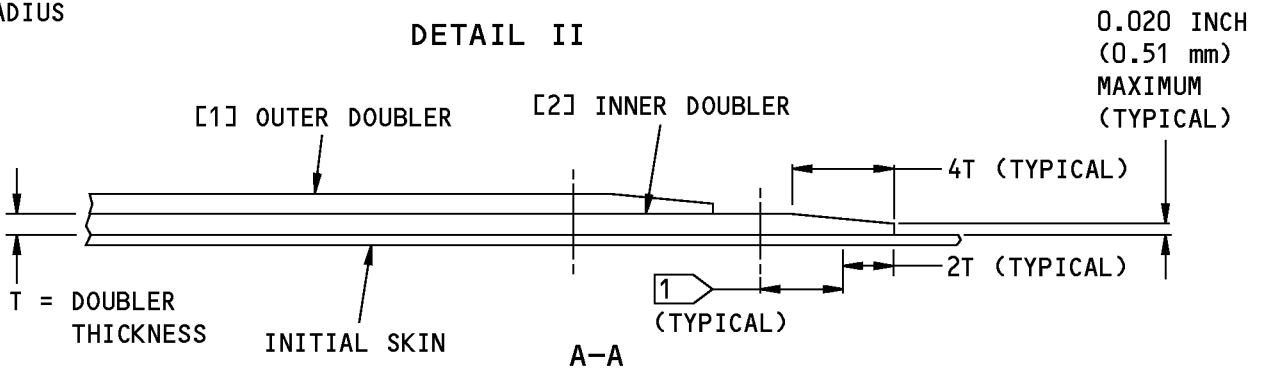 ADIUS
DETAIL II
0.020 INCH
(0.51 mm)
MAXIMUM
(TYPICAL)
[1] OUTER DOUBLER
[2] INNER DOUBLER
4T (TYPICAL)
2T (TYPICAL)
1
(TYPICAL)
T = DOUBLER
THICKNESS
INITIAL SKIN
A-A